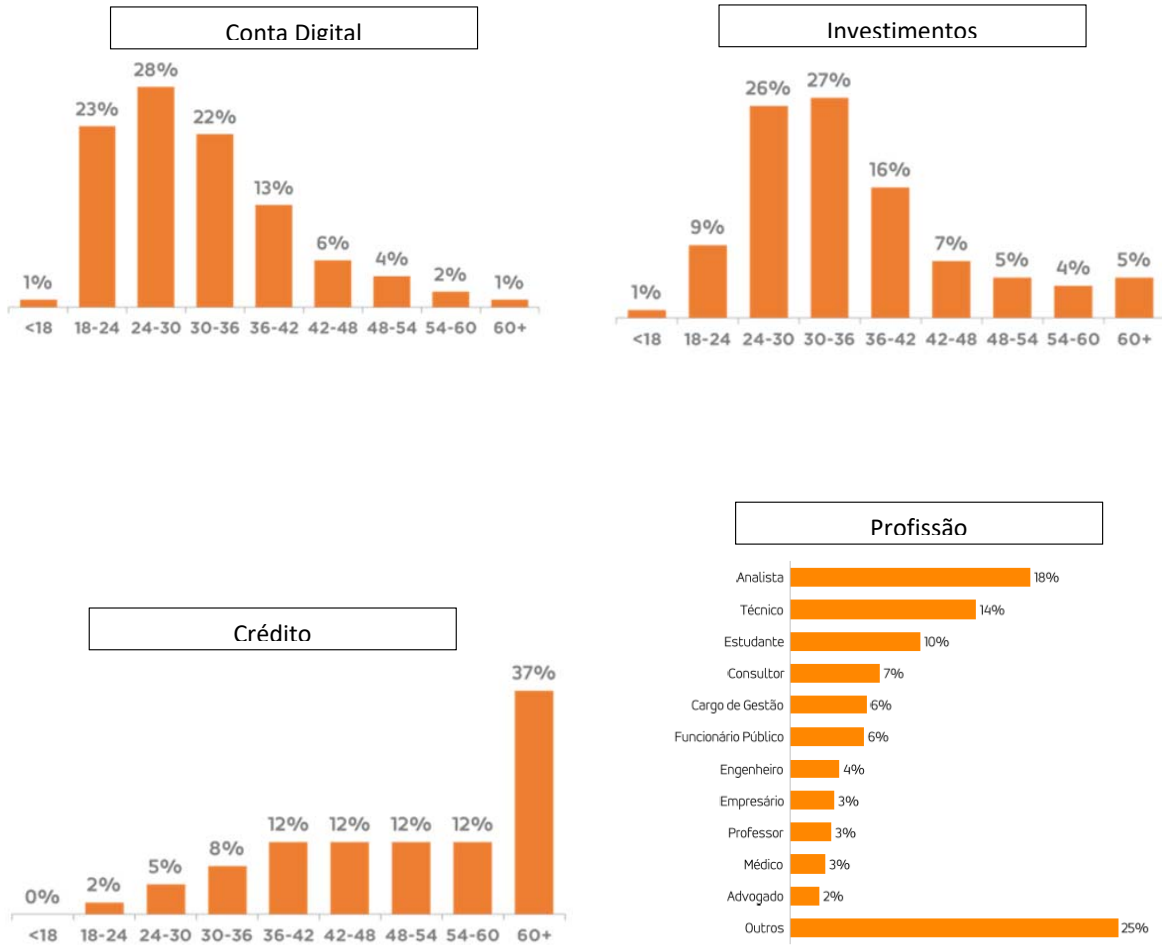 Conta Digital
28%
23%
22%
13%
6%
4%
2%
1%
1%
<18 18-24 24-30 30-36 36-42 42-48 48-54 54-60 60+
Investimentos
27%
26%
16%
9%
7%
5%
4%
5%
1%
<18 18-24 24-30 30-36 36-42 42-48 48-54 54-60 60+
Crédito
37%
12% 12% 12% 12%
8%
5%
2%
0%
<18 18-24 24-30 30-36 36-42 42-48 48-54 54-60 60+
Profissão
Analista 18%
Técnico 14%
Estudante 10%
Consultor 7%
Cargo de Gestão 6%
Funcionário Público 6%
Engenheiro 4%
Empresário 3%
Professor 3%
Médico 3%
Advogado 2%
Outros 25%